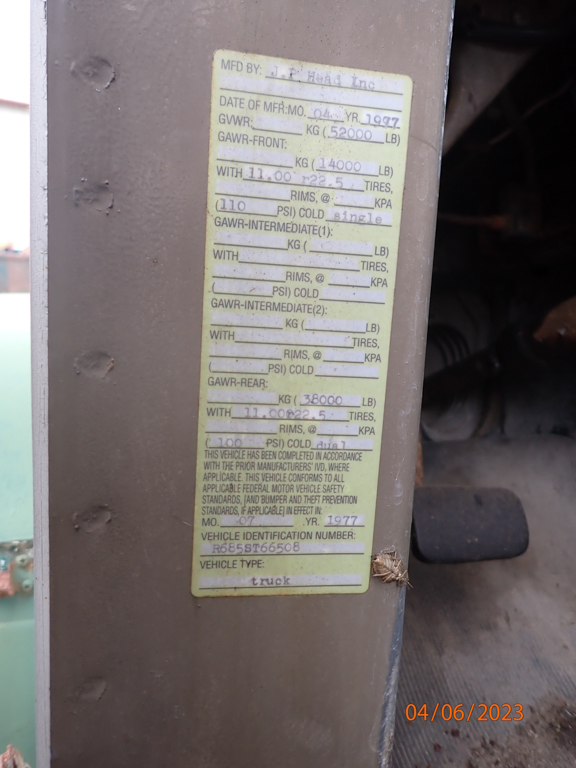 MFD BY: J.P. Head Inc
DATE OF MFR:MO. 04 YR. 1977
GVWR: KG ( 52000 LB)
GAWR-FRONT:
KG ( 14000 LB)
WITH 11.00 r22.5 TIRES,
RIMS, @ KPA
(110 PSI) COLD single
GAWR-INTERMEDIATE(1):
KG ( LB)
WITH TIRES,
RIMS, @ KPA
( PSI) COLD
GAWR-INTERMEDIATE(2):
KG ( LB)
WITH TIRES,
RIMS, @ KPA
( PSI) COLD
GAWR-REAR:
KG ( 38000 LB)
WITH 11.00R22.5 TIRES,
RIMS, @ KPA
( 100 PSI) COLD dual
THIS VEHICLE HAS BEEN COMPLETED IN ACCORDANCE
WITH THE PRIOR MANUFACTURERS' IVD, WHERE
APPLICABLE. THIS VEHICLE CONFORMS TO ALL
APPLICABLE FEDERAL MOTOR VEHICLE SAFETY
STANDARDS, [AND BUMPER AND THEFT PREVENTION
STANDARDS, IF APPLICABLE] IN EFFECT IN:
MO. 07 .YR. 1977
VEHICLE IDENTIFICATION NUMBER:
R685ST66508
VEHICLE TYPE:
truck
04/06/2023